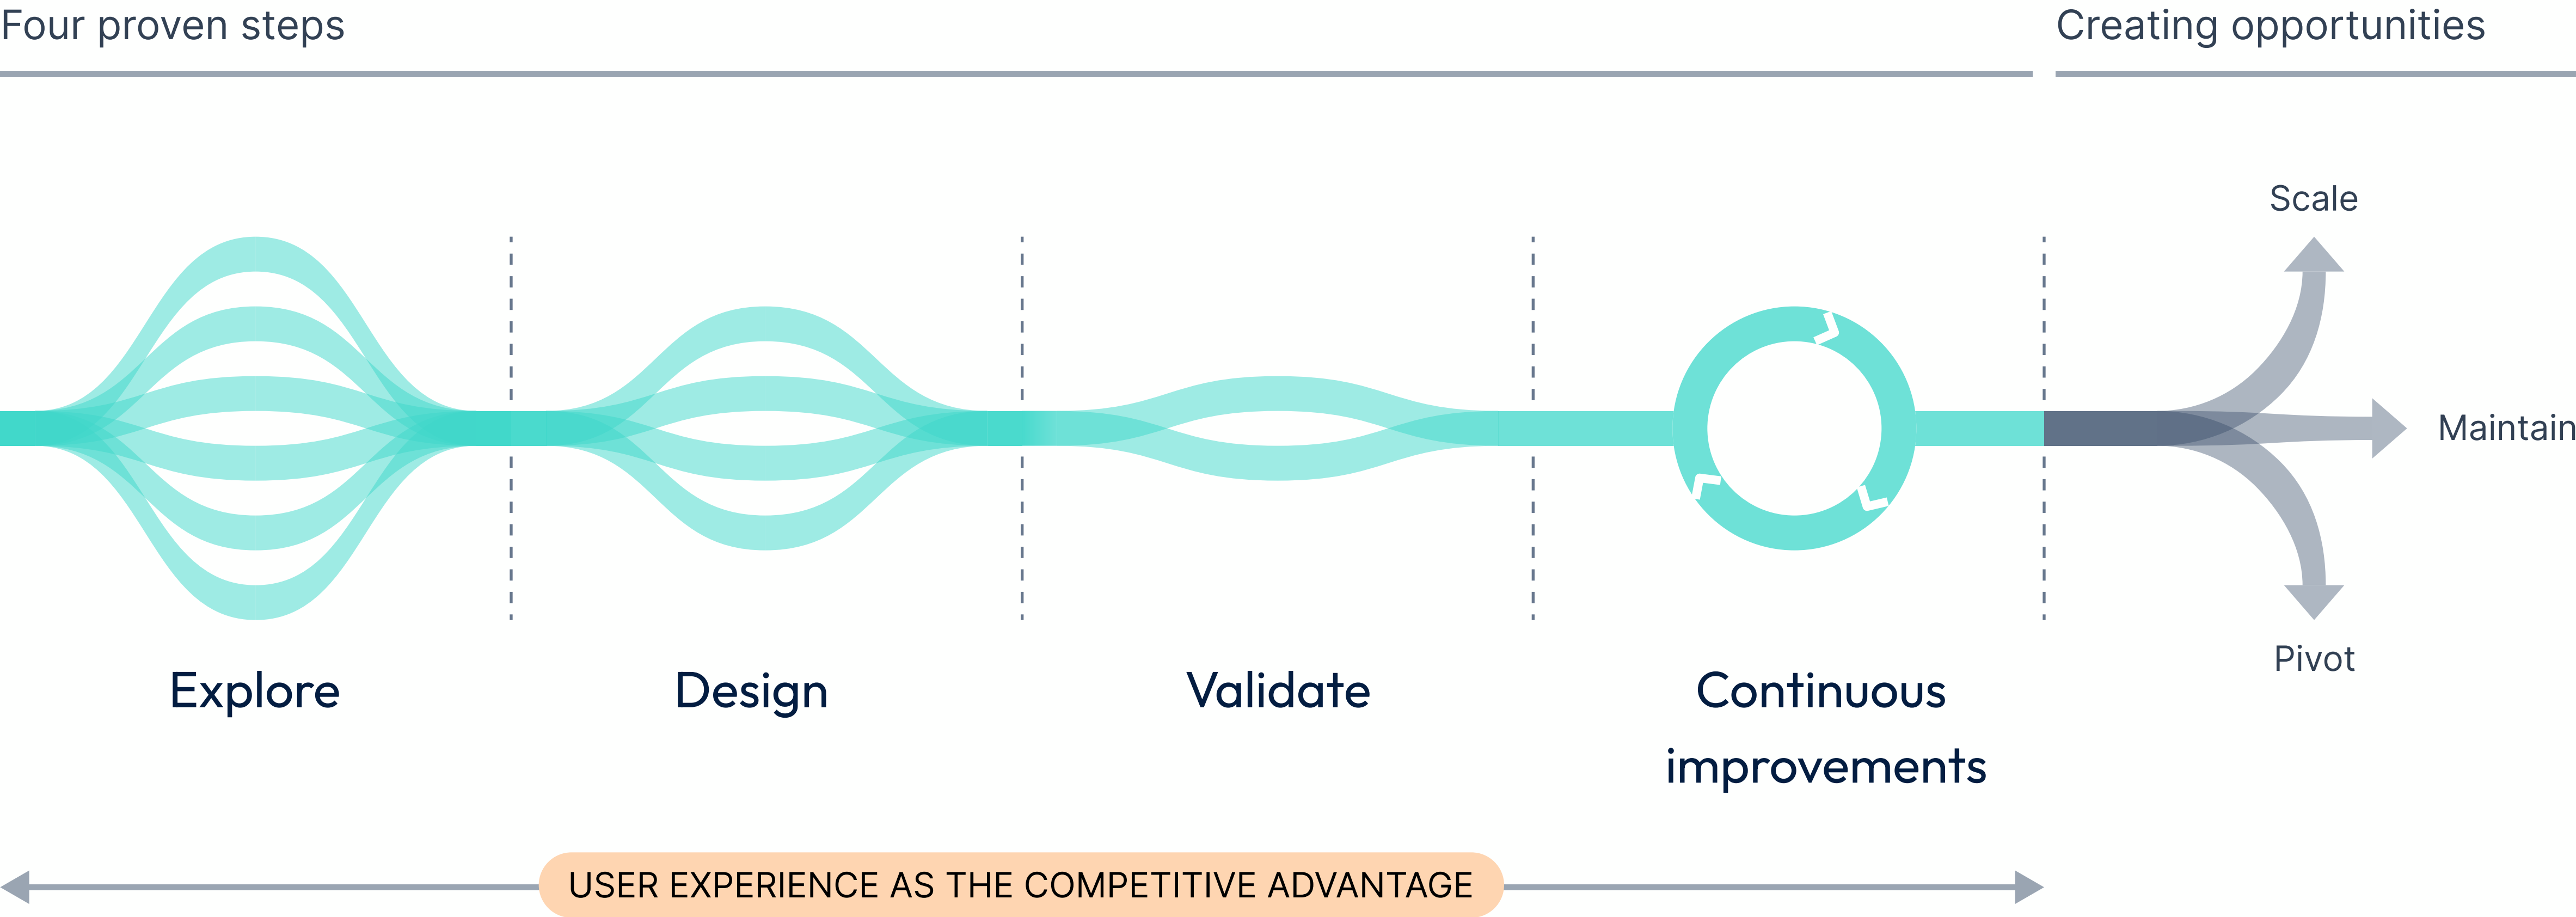 Four proven steps
Creating opportunities
Scale
Maintain
Pivot
Explore
Design
Validate
Continuous
improvements
USER EXPERIENCE AS THE COMPETITIVE ADVANTAGE